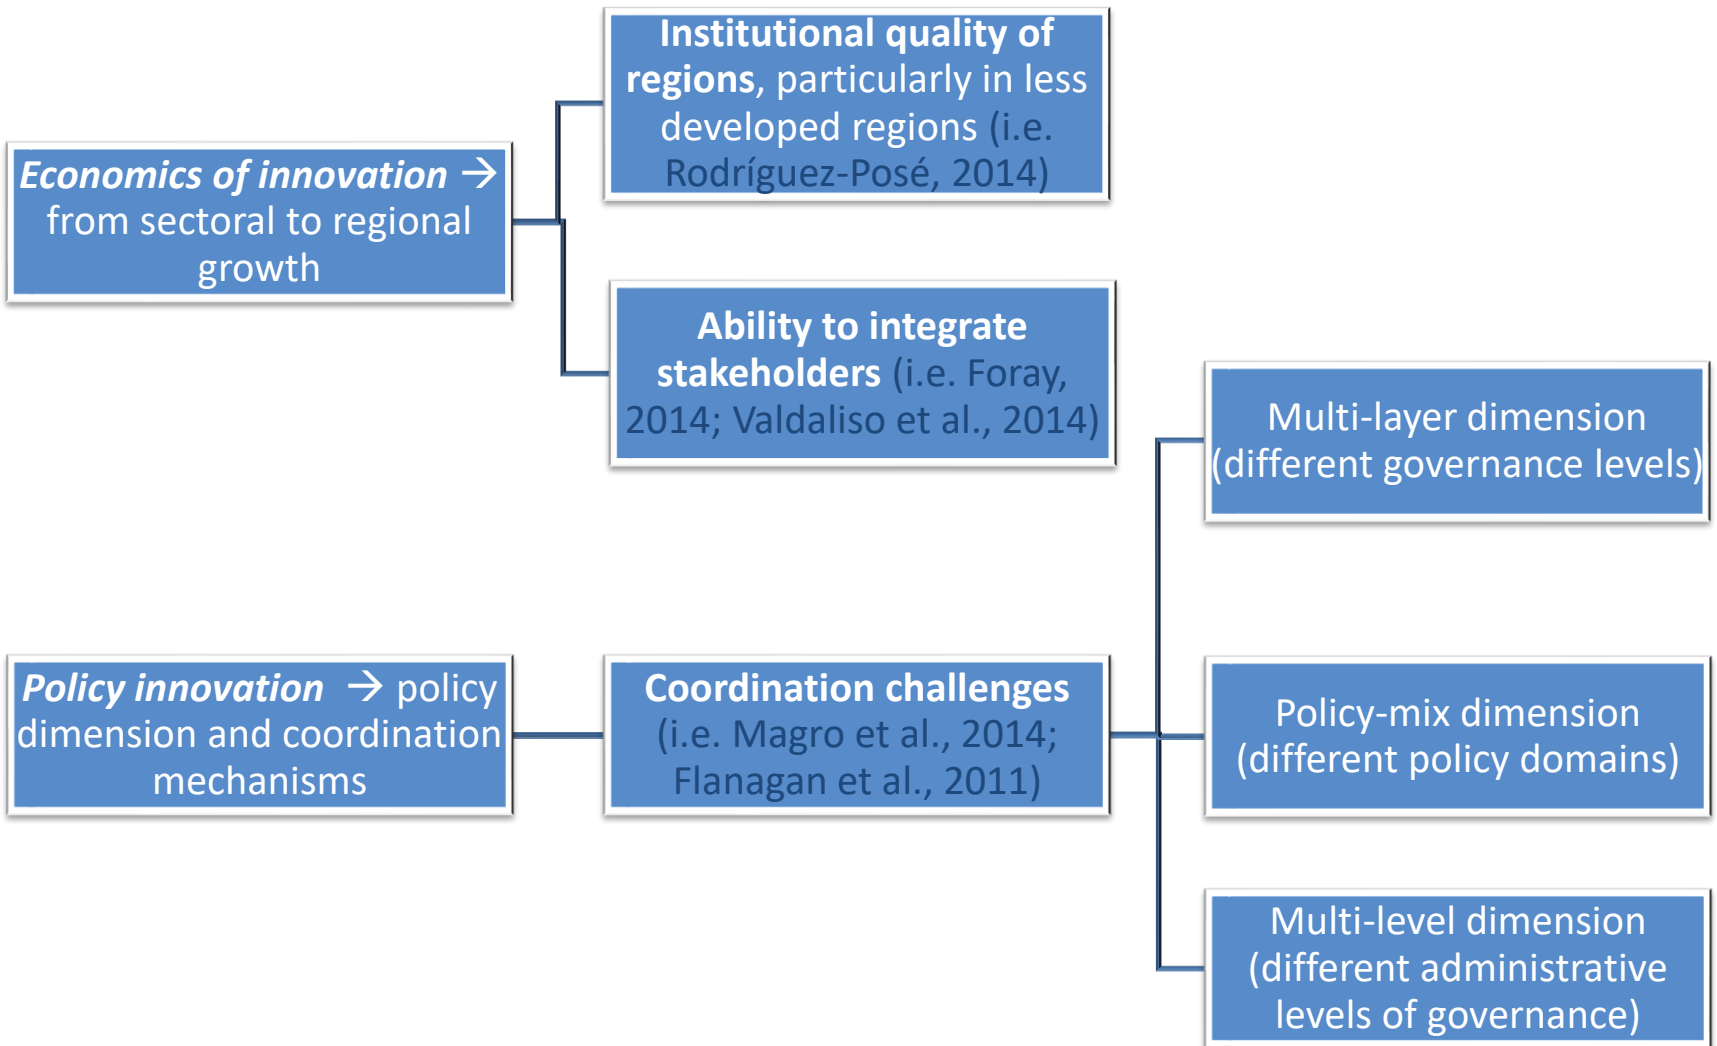 Institutional quality of
regions, particularly in less
developed regions (i.e.
Rodríguez-Posé, 2014)
Economics of innovation →
from sectoral to regional
growth
Ability to integrate
stakeholders (i.e. Foray,
2014; Valdaliso et al., 2014)
Multi-layer dimension
(different governance levels)
Policy innovation → policy
dimension and coordination
mechanisms
Coordination challenges
(i.e. Magro et al., 2014;
Flanagan et al., 2011)
Policy-mix dimension
(different policy domains)
Multi-level dimension
(different administrative
levels of governance)